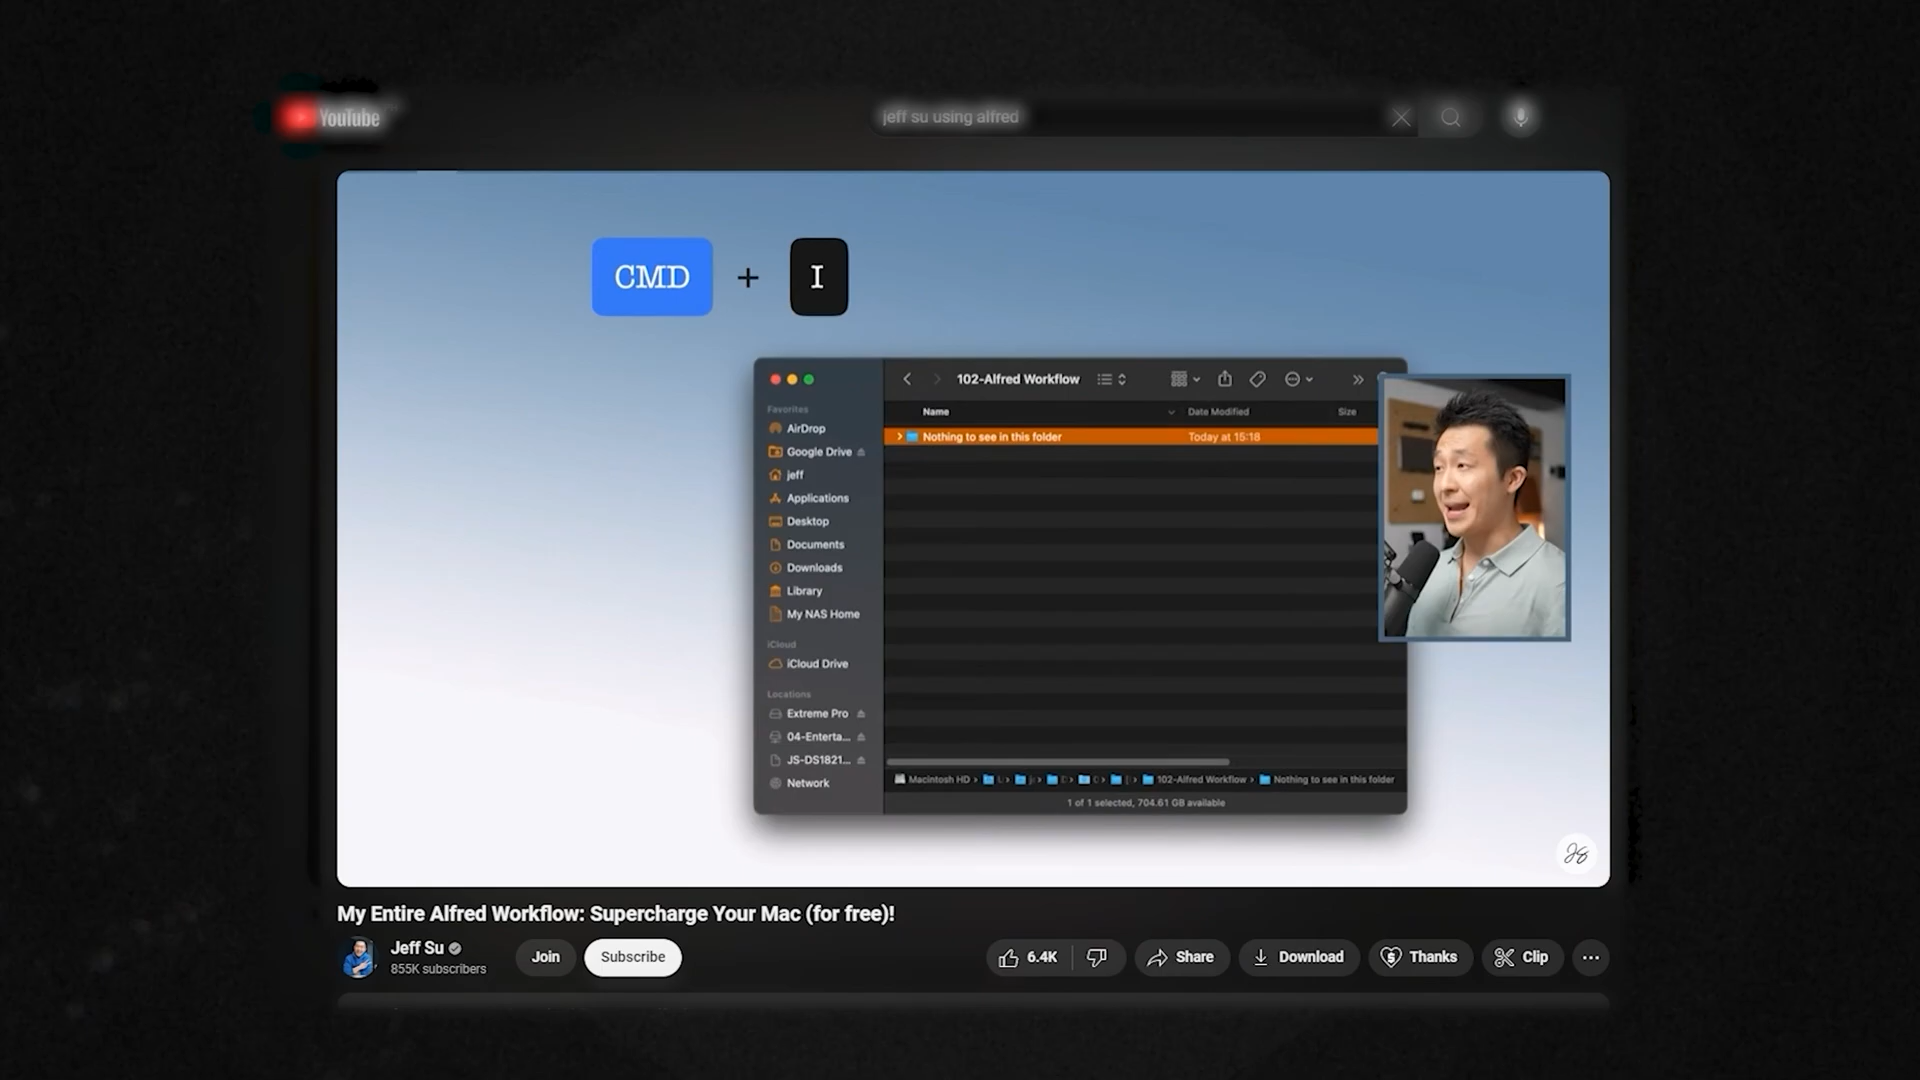 YouTube
jeff su using alfred
CMD + I
102-Alfred Workflow
Name Date Modified Size
Nothing to see in this folder Today at 15:18
Favorites
AirDrop
Google Drive
jeff
Applications
Desktop
Documents
Downloads
Library
My NAS Home
iCloud
iCloud Drive
Locations
Extreme Pro
04-Enterta...
JS-DS1821...
Network
Macintosh HD › 102-Alfred Workflow › Nothing to see in this folder
1 of 1 selected, 704.61 GB available
JS
My Entire Alfred Workflow: Supercharge Your Mac (for free)!
Jeff Su
855K subscribers
Join
Subscribe
6.4K
Share
Download
Thanks
Clip